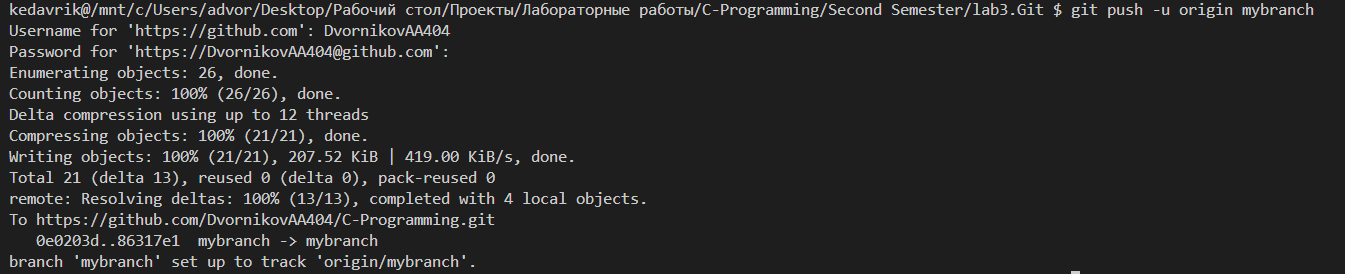 kedavrik@/mnt/c/Users/advor/Desktop/Рабочий стол/Проекты/Лабораторные работы/C-Programming/Second Semester/lab3.Git $ git push -u origin mybranch
Username for 'https://github.com': DvornikovAA404
Password for 'https://DvornikovAA404@github.com':
Enumerating objects: 26, done.
Counting objects: 100% (26/26), done.
Delta compression using up to 12 threads
Compressing objects: 100% (21/21), done.
Writing objects: 100% (21/21), 207.52 KiB | 419.00 KiB/s, done.
Total 21 (delta 13), reused 0 (delta 0), pack-reused 0
remote: Resolving deltas: 100% (13/13), completed with 4 local objects.
To https://github.com/DvornikovAA404/C-Programming.git
   0e0203d..86317e1  mybranch -> mybranch
branch 'mybranch' set up to track 'origin/mybranch'.